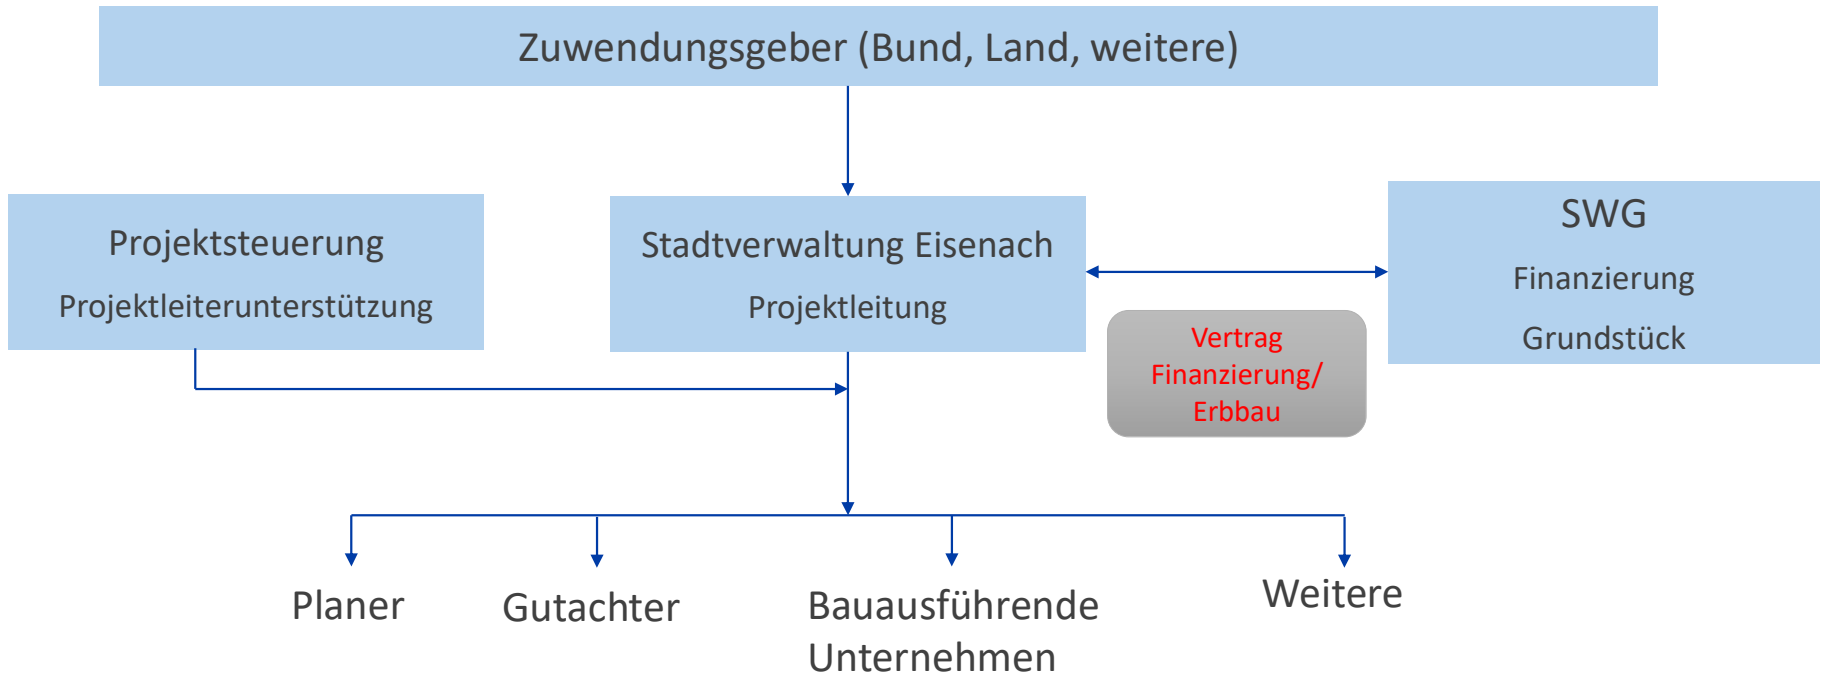 Zuwendungsgeber (Bund, Land, weitere)
Projektsteuerung
Projektleiterunterstützung
Stadtverwaltung Eisenach
Projektleitung
SWG
Finanzierung
Grundstück
Vertrag
Finanzierung/
Erbbau
Planer
Gutachter
Bauausführende
Unternehmen
Weitere